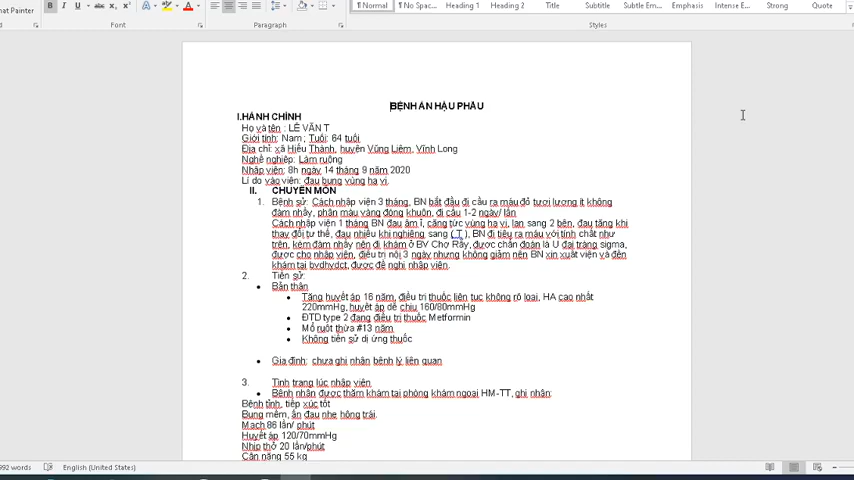 mat Painter
B I U abc x₂ x² A ab A
Normal
No Spac...
Heading 1
Heading 2
Title
Subtitle
Subtle Em...
Emphasis
Intense E...
Strong
Quote
Font
Paragraph
Styles
BỆNH ÁN HẬU PHẪU
I.HÀNH CHÍNH
Họ và tên : LÊ VĂN T
Giới tính: Nam ; Tuổi: 64 tuổi
Địa chỉ: xã Hiếu Thành, huyện Vũng Liêm, Vĩnh Long
Nghề nghiệp: Làm ruộng
Nhập viện: 8h ngày 14 tháng 9 năm 2020
Lí do vào viện: đau bụng vùng hạ vị.
II. CHUYÊN MÔN
1. Bệnh sử: Cách nhập viện 3 tháng, BN bắt đầu đi cầu ra máu đỏ tươi lượng ít không
đàm nhầy, phân màu vàng đóng khuôn, đi cầu 1-2 ngày/ lần
Cách nhập viện 1 tháng BN đau âm ỉ, căng tức vùng hạ vị, lan sang 2 bên, đau tăng khi
thay đổi tư thế, đau nhiều khi nghiêng sang ( T ), BN đi tiêu ra máu với tính chất như
trên, kèm đàm nhầy nên đi khám ở BV Chợ Rẫy, được chẩn đoán là U đại tràng sigma,
được cho nhập viện, điều trị nội 3 ngày nhưng không giảm nên BN xin xuất viện và đến
khám tại bvdhydct, được đề nghị nhập viện.
2. Tiền sử:
• Bản thân
• Tăng huyết áp 16 năm, điều trị thuốc liên tục không rõ loại, HA cao nhất
220mmHg, huyết áp dễ chịu 160/80mmHg
• ĐTD type 2 đang điều trị thuốc Metformin
• Mổ ruột thừa #13 năm
• Không tiền sử dị ứng thuốc
• Gia đình: chưa ghi nhận bệnh lý liên quan
3. Tình trạng lúc nhập viện
• Bệnh nhân được thăm khám tại phòng khám ngoại HM-TT, ghi nhận:
Bệnh tỉnh, tiếp xúc tốt
Bụng mềm, ấn đau nhẹ hông trái.
Mạch 86 lần/ phút
Huyết áp 120/70mmHg
Nhịp thở 20 lần/phút
Cân nặng 55 kg
992 words
English (United States)